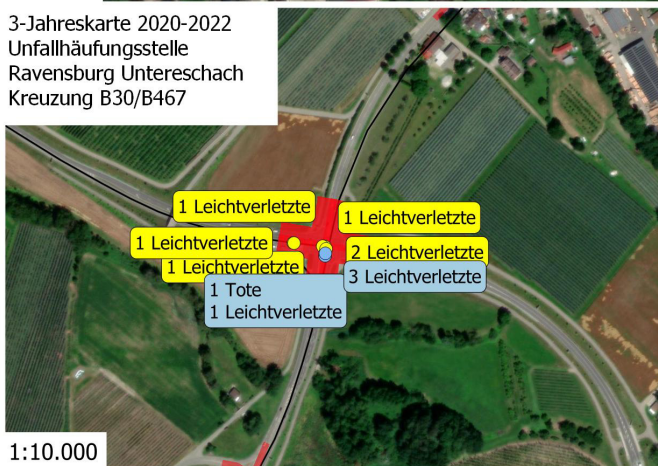 3-Jahreskarte 2020-2022
Unfallhäufungsstelle
Ravensburg Untereschach
Kreuzung B30/B467
1 Leichtverletzte
1 Leichtverletzte
1 Leichtverletzte
2 Leichtverletzte
1 Leichtverletzte
3 Leichtverletzte
1 Tote
1 Leichtverletzte
1:10.000